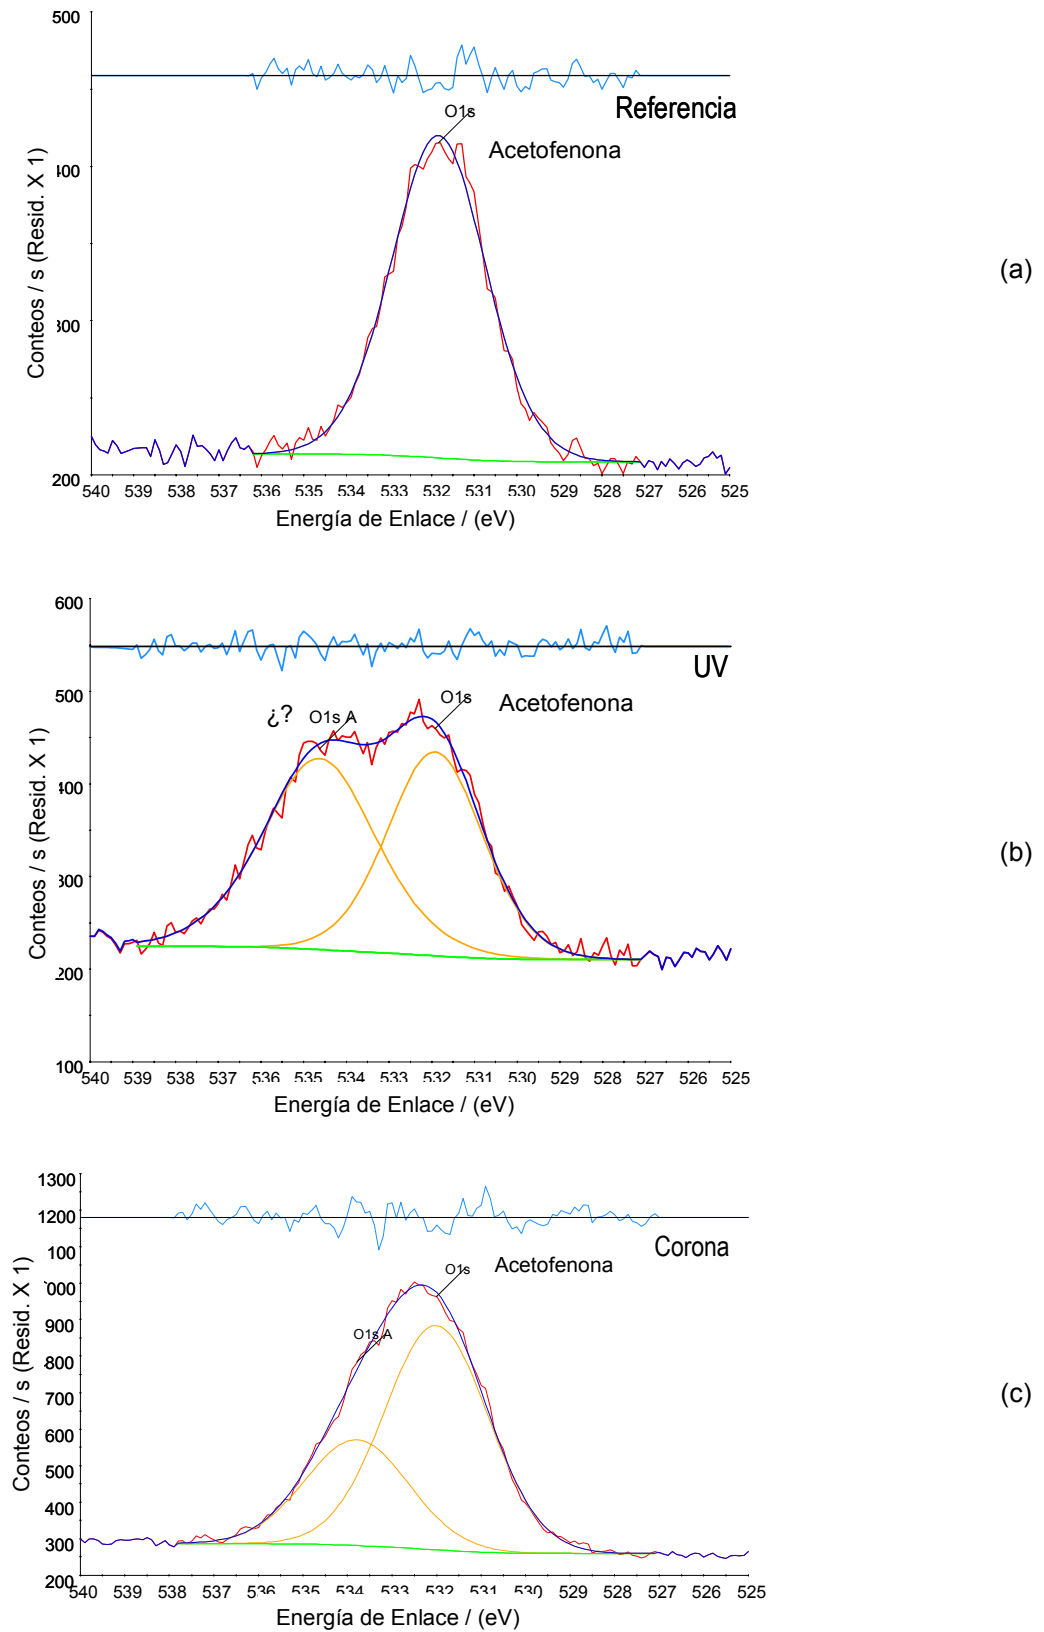 500
Referencia
O1s
Acetofenona
400
300
200
540 539 538 537 536 535 534 533 532 531 530 529 528 527 526 525
Conteos / s (Resid. X 1)
Energía de Enlace / (eV)
(a)
600
UV
500
¿?
O1s A
O1s
Acetofenona
400
300
200
100
540 539 538 537 536 535 534 533 532 531 530 529 528 527 526 525
Conteos / s (Resid. X 1)
Energía de Enlace / (eV)
(b)
1300
1200
Corona
100
000
O1s
Acetofenona
900
O1s A
800
700
600
500
400
300
200
540 539 538 537 536 535 534 533 532 531 530 529 528 527 526 525
Conteos / s (Resid. X 1)
Energía de Enlace / (eV)
(c)